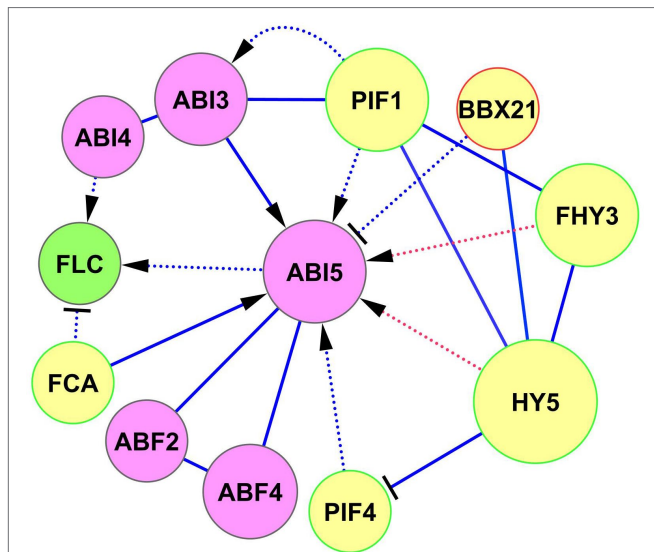 ABI3
PIF1
BBX21
ABI4
FHY3
FLC
ABI5
FCA
HY5
ABF2
ABF4
PIF4